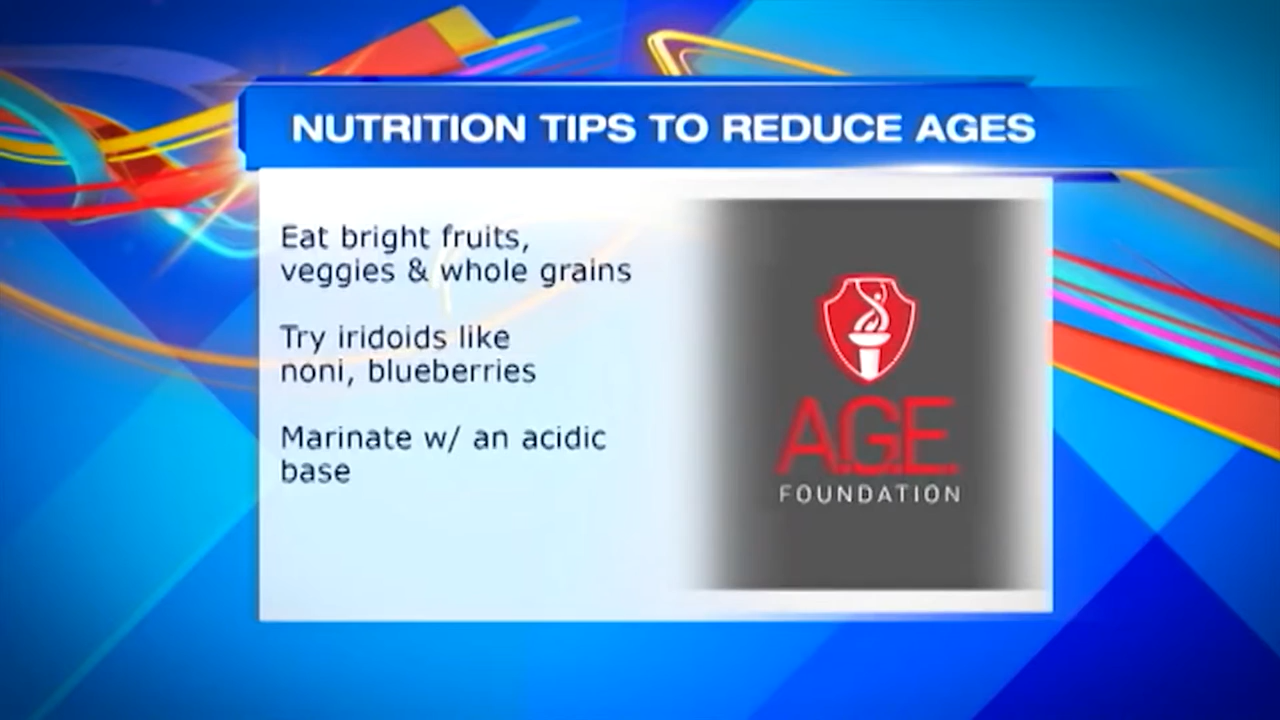 NUTRITION TIPS TO REDUCE AGES
Eat bright fruits,
veggies & whole grains
Try iridoids like
noni, blueberries
Marinate w/ an acidic
base
A.G.E.
FOUNDATION